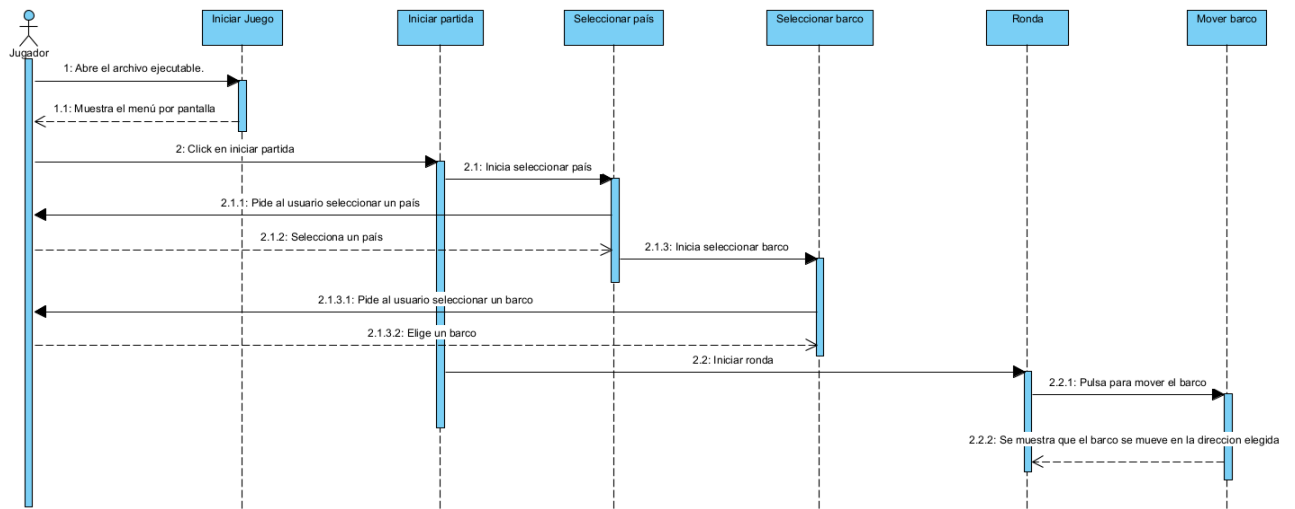 Iniciar Juego
Iniciar partida
Seleccionar país
Seleccionar barco
Ronda
Mover barco
Jugador
1: Abre el archivo ejecutable.
1.1: Muestra el menú por pantalla
2: Click en iniciar partida
2.1: Inicia seleccionar país
2.1.1: Pide al usuario seleccionar un país
2.1.2: Selecciona un país
2.1.3: Inicia seleccionar barco
2.1.3.1: Pide al usuario seleccionar un barco
2.1.3.2: Elige un barco
2.2: Iniciar ronda
2.2.1: Pulsa para mover el barco
2.2.2: Se muestra que el barco se mueve en la direccion elegida